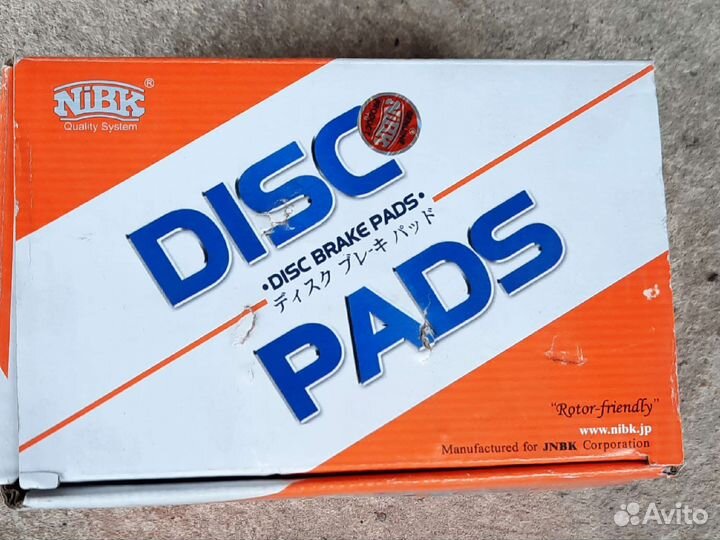 NiBK®
Quality System
DISC
NiBK
•DISC BRAKE PADS•
ディスク ブレーキ パッド
PADS
"Rotor-friendly"
www.nibk.jp
Manufactured for JNBK Corporation
Avito